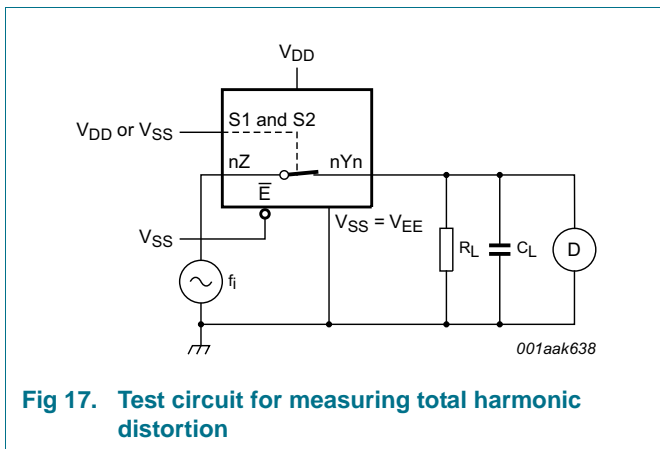 VDD
S1 and S2
VDD or VSS
nZ
nYn
E
VSS = VEE
VSS
RL
CL
D
fi
001aak638
Fig 17. Test circuit for measuring total harmonic
distortion